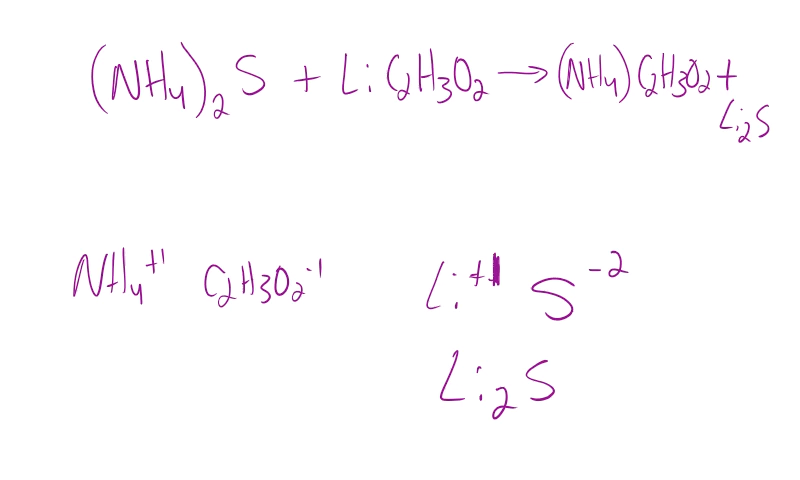 (NH4)2S + LiC2H3O2 → (NH4)C2H3O2 +
Li2S
NH4+1 C2H3O2-1 Li+1 S-2
Li2S